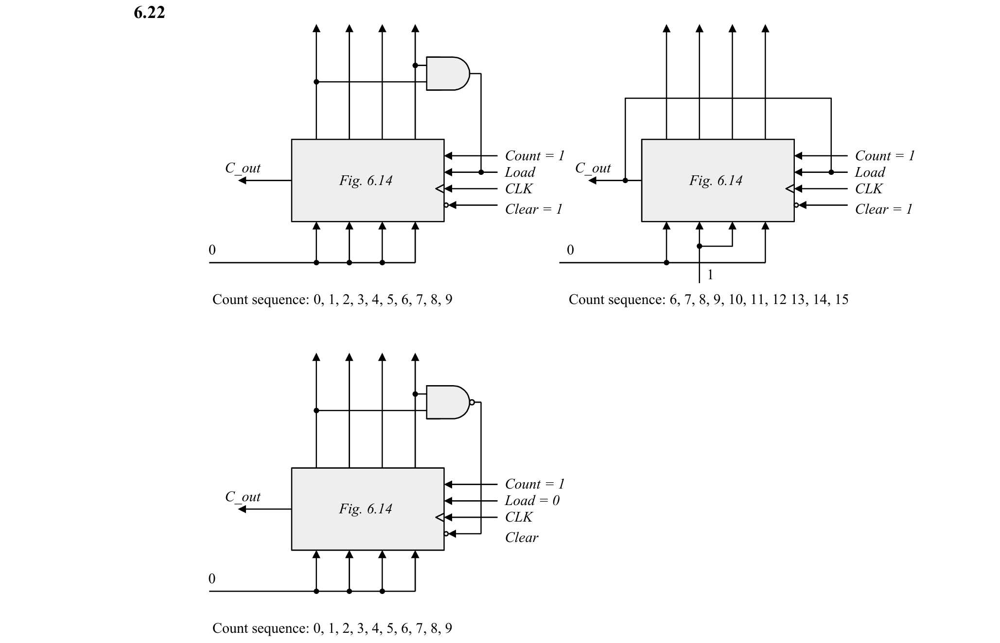 6.22
C_out
Fig. 6.14
Count = 1
Load
CLK
Clear = 1
0
Count sequence: 0, 1, 2, 3, 4, 5, 6, 7, 8, 9
C_out
Fig. 6.14
Count = 1
Load
CLK
Clear = 1
0
1
Count sequence: 6, 7, 8, 9, 10, 11, 12 13, 14, 15
C_out
Fig. 6.14
Count = 1
Load = 0
CLK
Clear
0
Count sequence: 0, 1, 2, 3, 4, 5, 6, 7, 8, 9